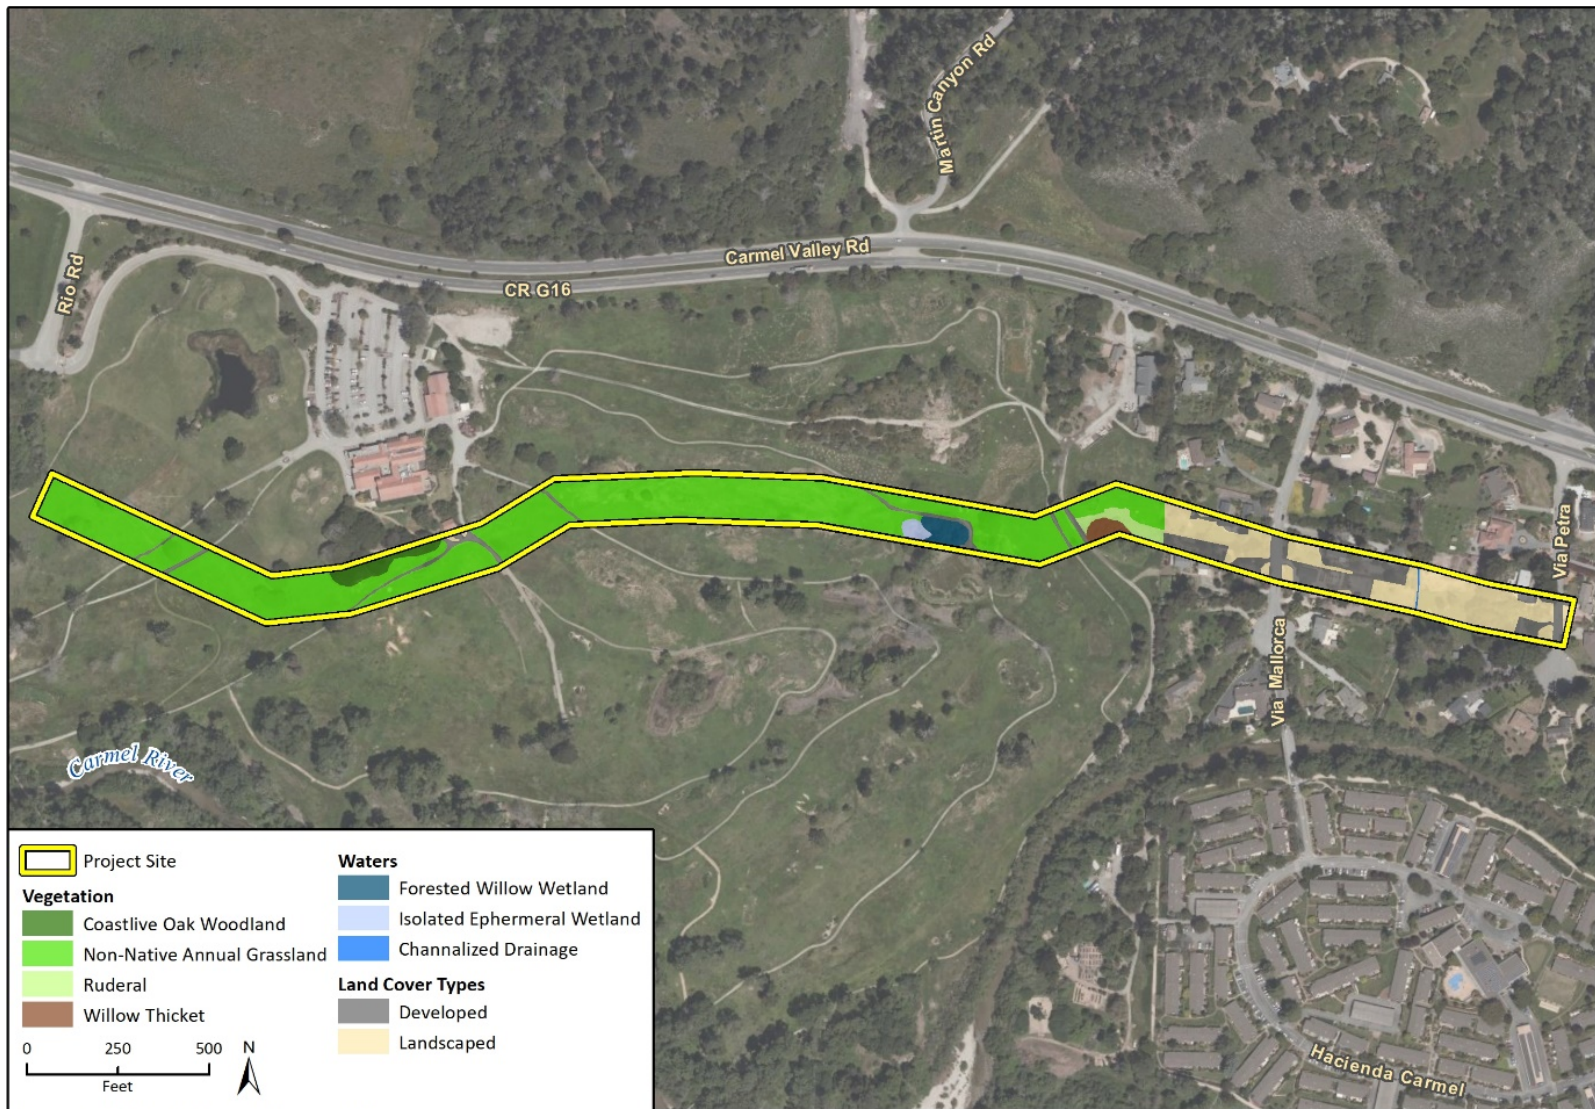 Martin Canyon Rd
Rio Rd
Carmel Valley Rd
CR G16
Via Petra
Via Mallorca
Carmel River
Hacienda Carmel
Project Site
Vegetation
Coastlive Oak Woodland
Non-Native Annual Grassland
Ruderal
Willow Thicket
0 250 500
Feet
N
Waters
Forested Willow Wetland
Isolated Ephermeral Wetland
Channalized Drainage
Land Cover Types
Developed
Landscaped